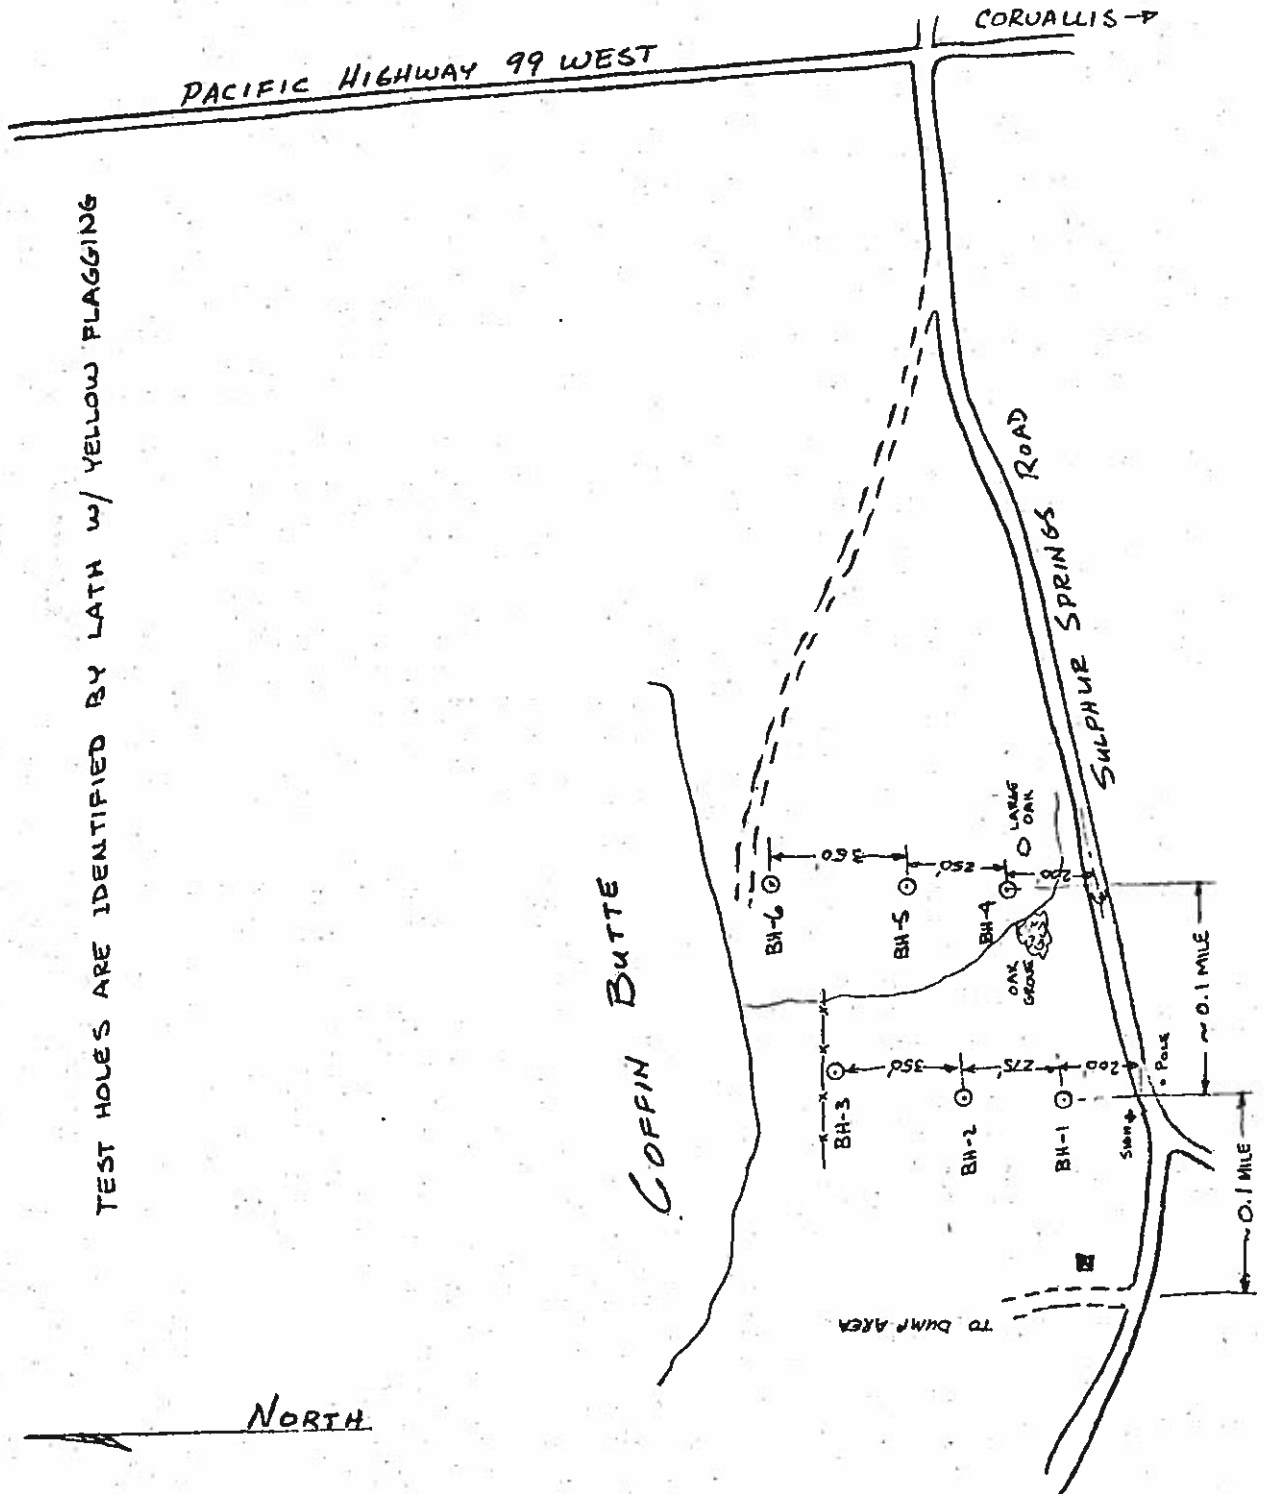 CORVALLIS
PACIFIC HIGHWAY 99 WEST
TEST HOLES ARE IDENTIFIED BY LATH W/ YELLOW FLAGGING
SULPHUR SPRINGS ROAD
COFFIN BUTTE
LARGE
OAK
360'
250'
200'
BH-6
BH-5
BH-4
OAK
GROVE
~0.1 MILE
350'
275'
200'
POLE
BH-3
BH-2
BH-1
SIGN
~0.1 MILE
TO DUMP AREA
NORTH